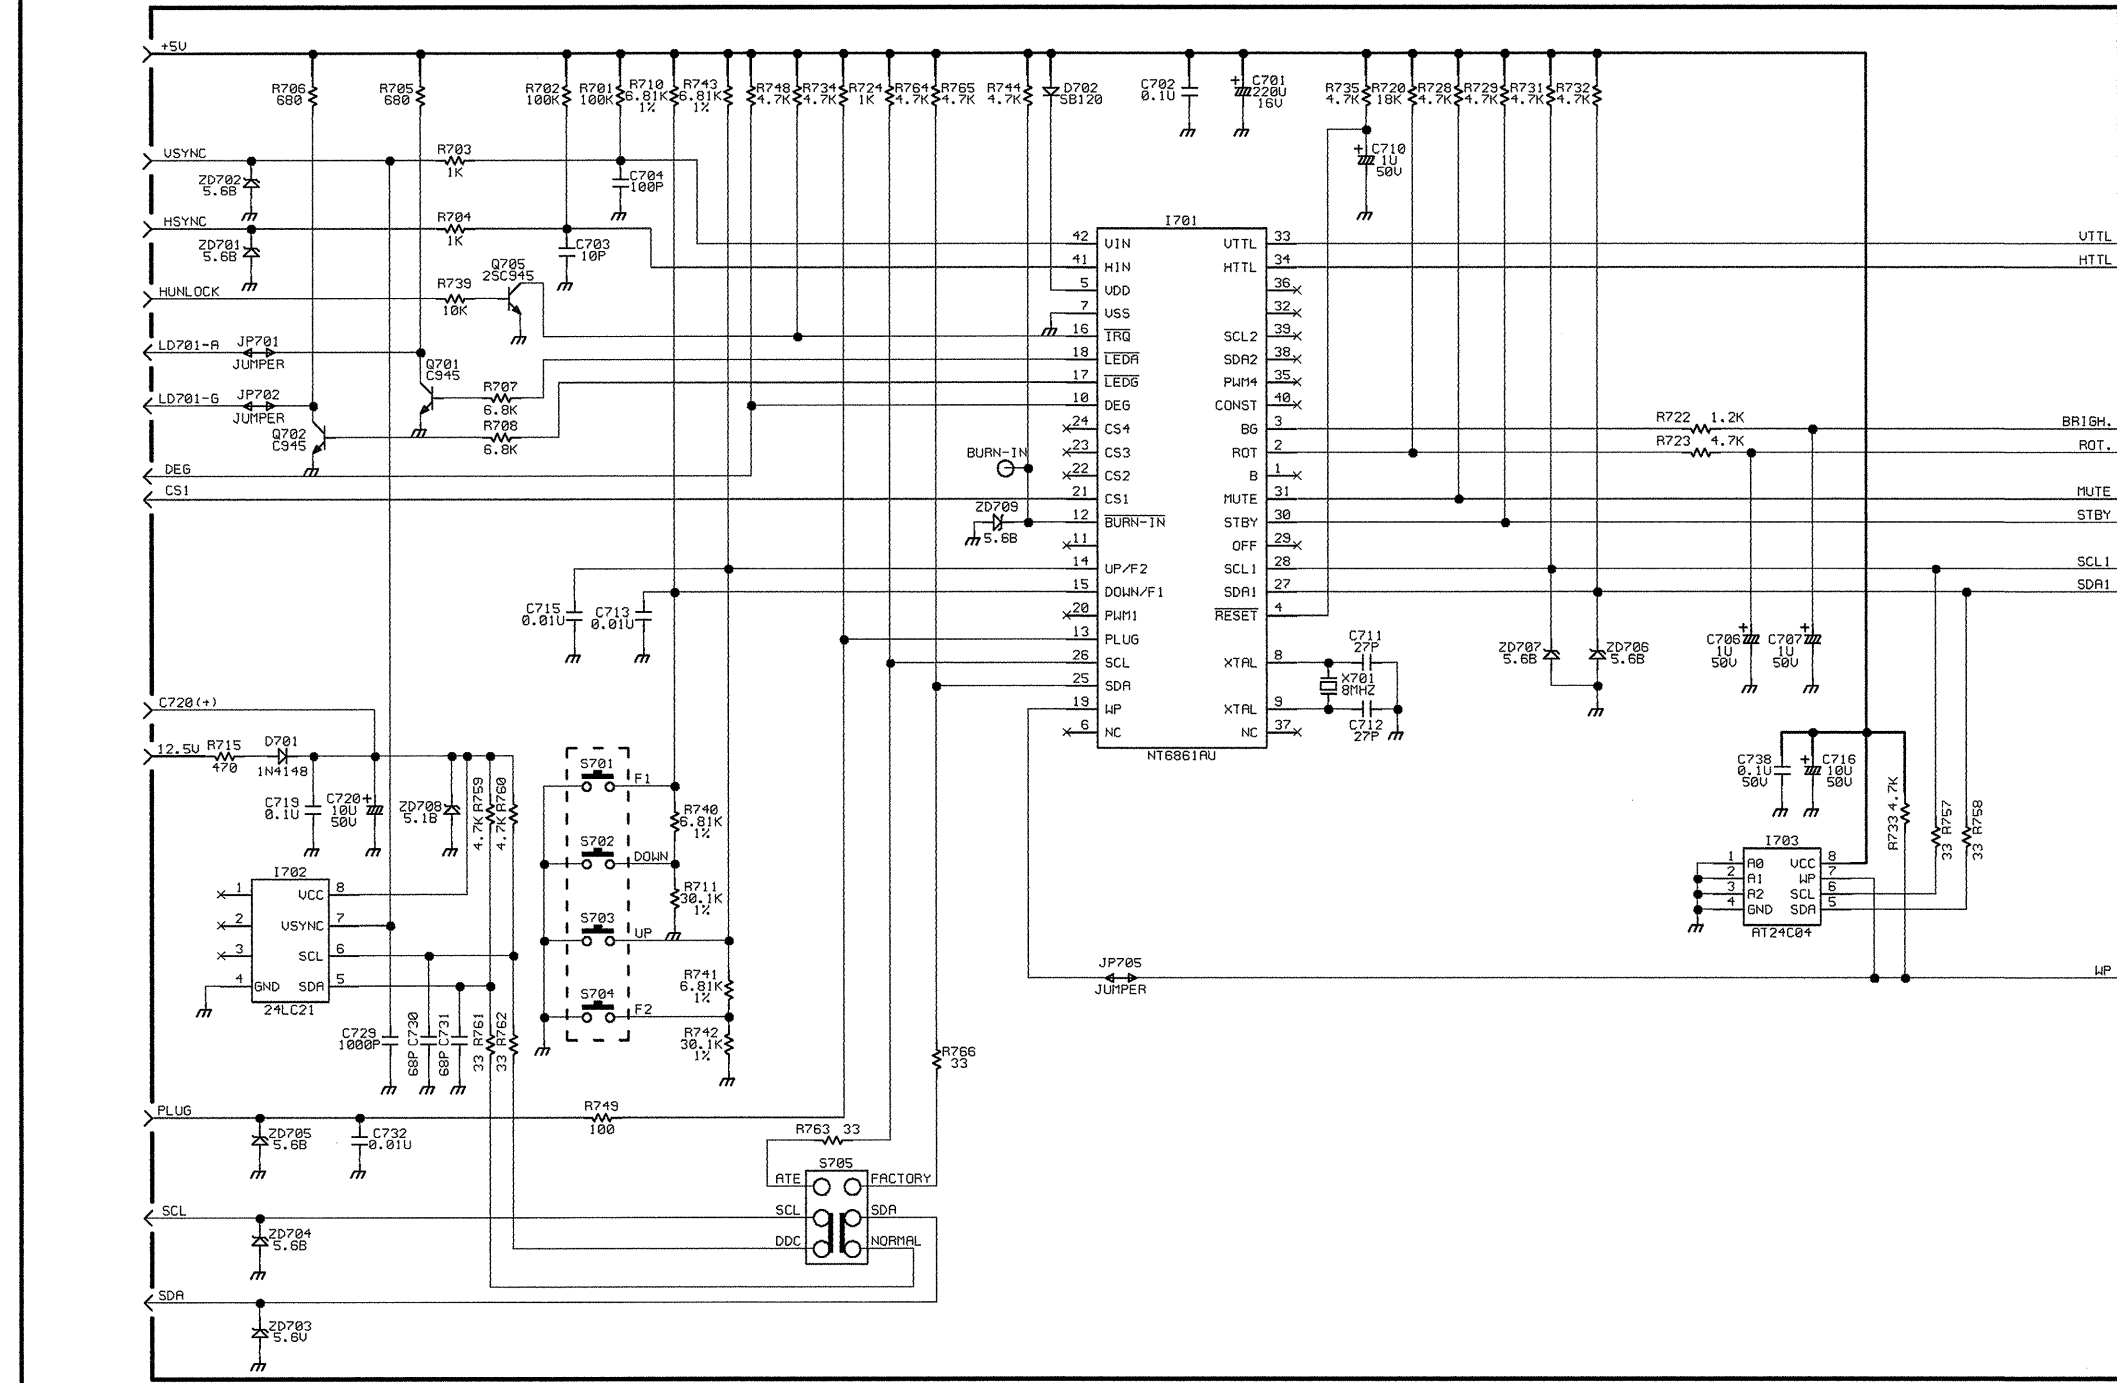 +5V
R706
680
R705
680
R702
100K
R701
100K
R710
6.81K
1%
R743
6.81K
1%
R748
4.7K
R734
4.7K
R724
1K
R764
4.7K
R765
4.7K
R744
4.7K
D702
SB120
C702
0.1U
+
C701
220U
16V
R735
4.7K
R720
18K
R728
4.7K
R729
4.7K
R731
4.7K
R732
4.7K
VSYNC
ZD702
5.6B
R703
1K
C704
100P
+
C710
1U
50V
HSYNC
ZD701
5.6B
R704
1K
C703
10P
HUNLOCK
R739
10K
Q705
2SC945
LD701-A
JP701
JUMPER
Q701
C945
R707
6.8K
LD701-G
JP702
JUMPER
Q702
C945
R708
6.8K
DEG
CS1
BURN-IN
ZD709
5.6B
I701
42 VIN
41 HIN
5 VDD
7 VSS
16 IRQ
18 LEDA
17 LEDG
10 DEG
24 CS4
23 CS3
22 CS2
21 CS1
12 BURN-IN
11
14 UP/F2
15 DOWN/F1
20 PWM1
13 PLUG
26 SCL
25 SDA
19 WP
6 NC
VTTL 33
HTTL 34
36
32
SCL2 39
SDA2 38
PWM4 35
CONST 40
BG 3
ROT 2
B 1
MUTE 31
STBY 30
OFF 29
SCL1 28
SDA1 27
RESET 4
XTAL 8
XTAL 9
NC 37
NT6861AU
VTTL
HTTL
R722 1.2K
BRIGH.
R723 4.7K
ROT.
MUTE
STBY
SCL1
SDA1
C715
0.01U
C713
0.01U
C711
27P
X701
8MHZ
C712
27P
ZD707
5.6B
ZD706
5.6B
+
C706
1U
50V
+
C707
1U
50V
C720(+)
12.5V
R715
470
D701
1N4148
C719
0.1U
C720
+
10U
50V
ZD708
5.1B
4.7K R759
4.7K R760
S701
F1
R740
6.81K
1%
S702
DOWN
R711
30.1K
1%
S703
UP
R741
6.81K
1%
S704
F2
R742
30.1K
1%
C738
0.1U
50V
+
C716
10U
50V
R733 4.7K
33 R757
33 R758
I702
1
2
3
4 GND
VCC 8
VSYNC 7
SCL 6
SDA 5
24LC21
C729
1000P
68P C730
68P C731
33 R761
33 R762
I703
1 A0
2 A1
3 A2
4 GND
VCC 8
WP 7
SCL 6
SDA 5
AT24C04
JP705
JUMPER
WP
R766
33
PLUG
ZD705
5.6B
C732
0.01U
R749
100
R763 33
S705
ATE
FACTORY
SCL
SDA
DDC
NORMAL
SCL
ZD704
5.6B
SDA
ZD703
5.6V